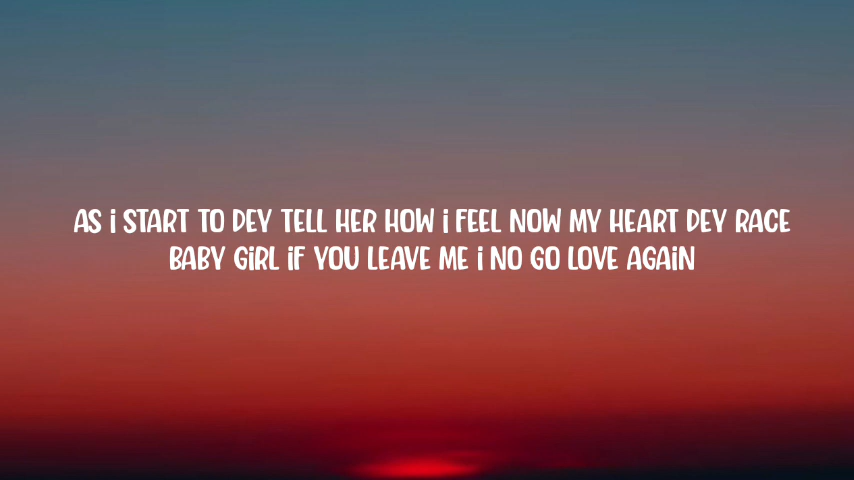 AS i START TO DEY TELL HER HOW i FEEL NOW MY HEART DEY RACE
BABY GiRL iF YOU LEAVE ME i NO GO LOVE AGAiN